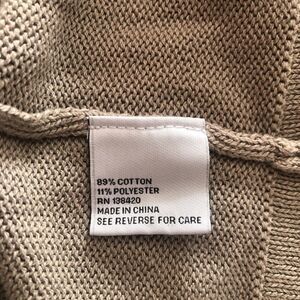 89% COTTON
11% POLYESTER
RN 138420
MADE IN CHINA
SEE REVERSE FOR CARE